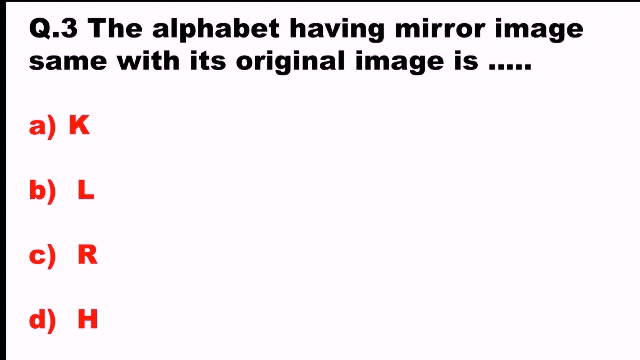 Q.3 The alphabet having mirror image
same with its original image is .....
a) K
b) L
c) R
d) H